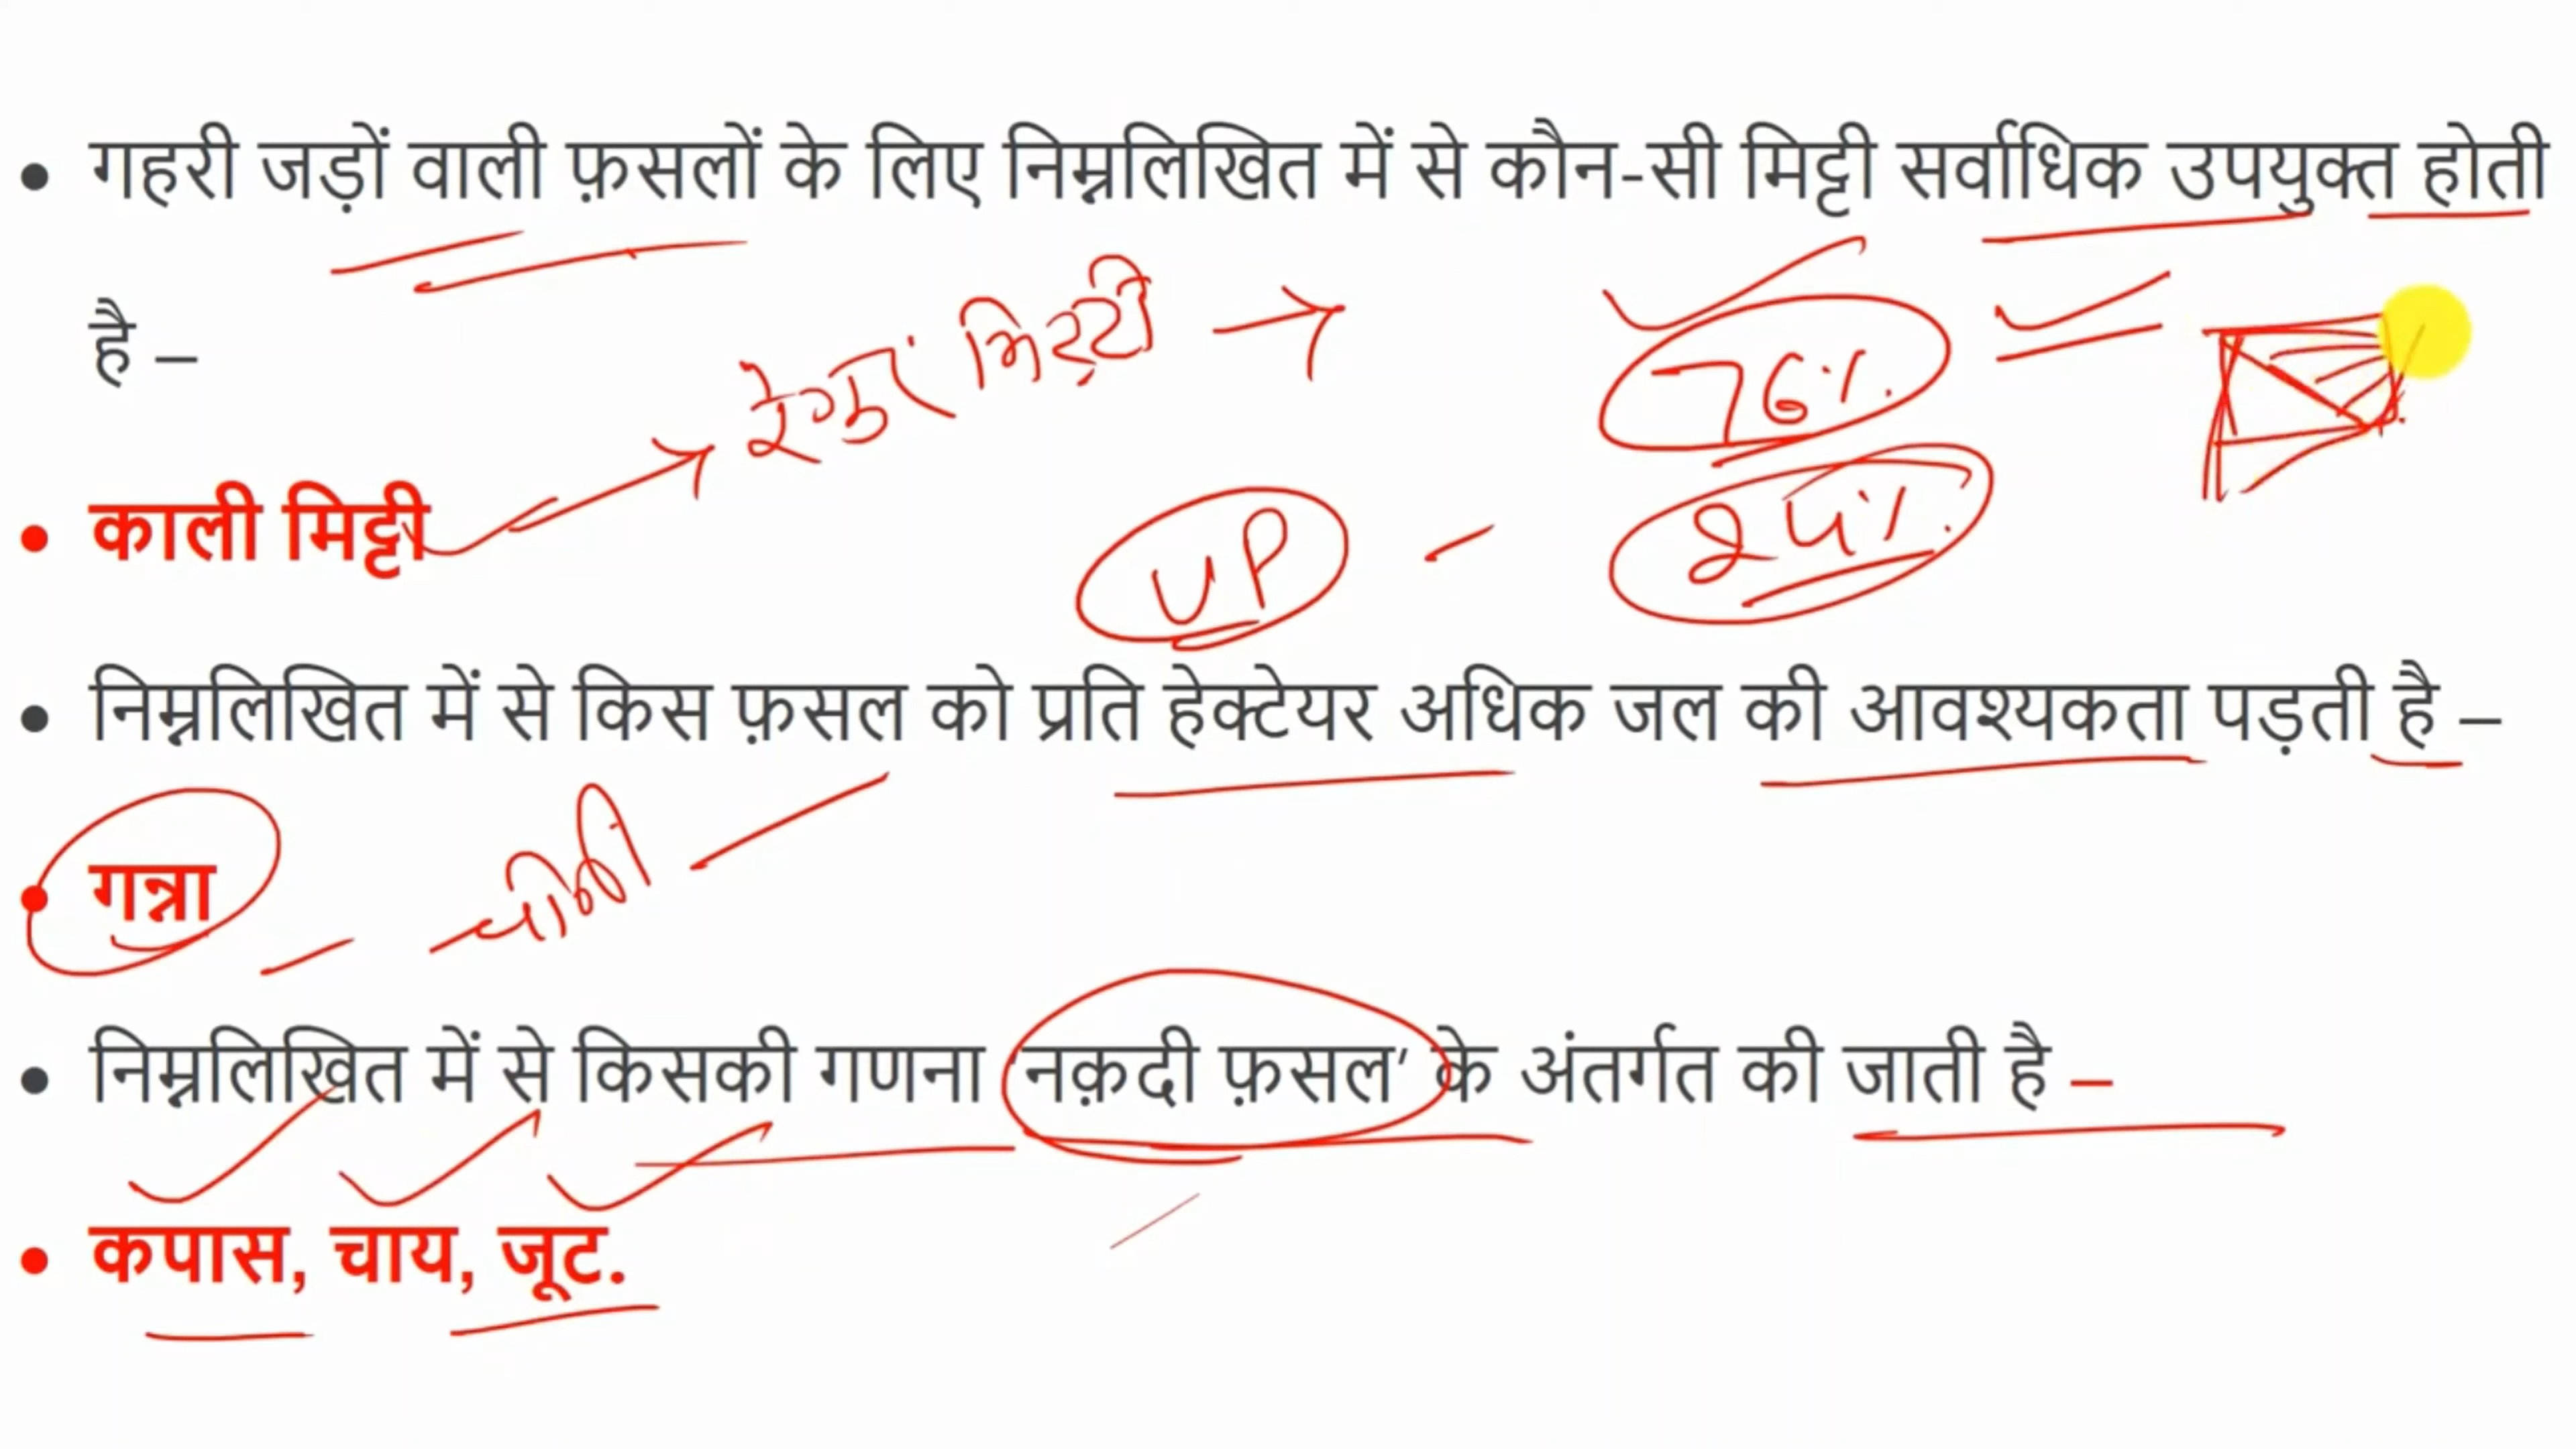 • गहरी जड़ों वाली फ़सलों के लिए निम्नलिखित में से कौन-सी मिट्टी सर्वाधिक उपयुक्त होती
है –
मिट्टी
76%.
• काली मिट्टी
UP - 24%.
• निम्नलिखित में से किस फ़सल को प्रति हेक्टेयर अधिक जल की आवश्यकता पड़ती है –
• गन्ना
• निम्नलिखित में से किसकी गणना नक़दी फ़सल’ के अंतर्गत की जाती है –
• कपास, चाय, जूट.